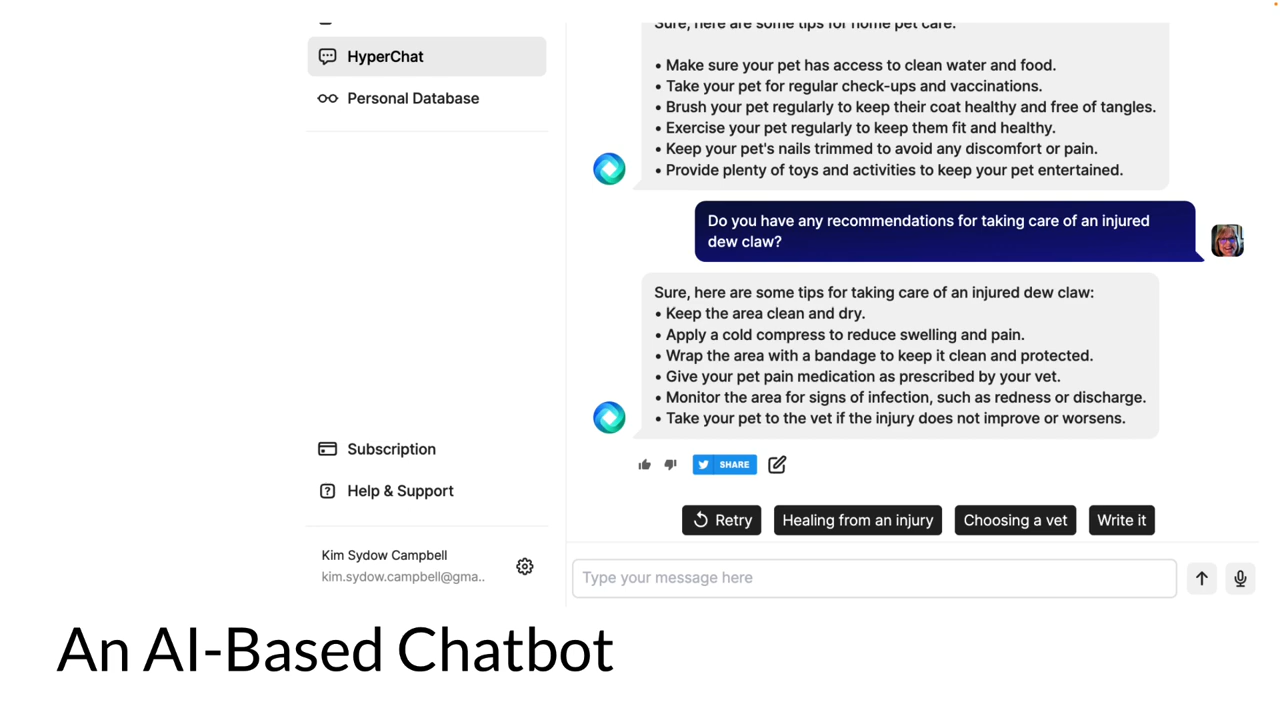 HyperChat
Personal Database
Subscription
Help & Support
Kim Sydow Campbell
kim.sydow.campbell@gma..
Sure, here are some tips for home pet care:
• Make sure your pet has access to clean water and food.
• Take your pet for regular check-ups and vaccinations.
• Brush your pet regularly to keep their coat healthy and free of tangles.
• Exercise your pet regularly to keep them fit and healthy.
• Keep your pet's nails trimmed to avoid any discomfort or pain.
• Provide plenty of toys and activities to keep your pet entertained.
Do you have any recommendations for taking care of an injured
dew claw?
Sure, here are some tips for taking care of an injured dew claw:
• Keep the area clean and dry.
• Apply a cold compress to reduce swelling and pain.
• Wrap the area with a bandage to keep it clean and protected.
• Give your pet pain medication as prescribed by your vet.
• Monitor the area for signs of infection, such as redness or discharge.
• Take your pet to the vet if the injury does not improve or worsens.
SHARE
Retry
Healing from an injury
Choosing a vet
Write it
Type your message here
An AI-Based Chatbot